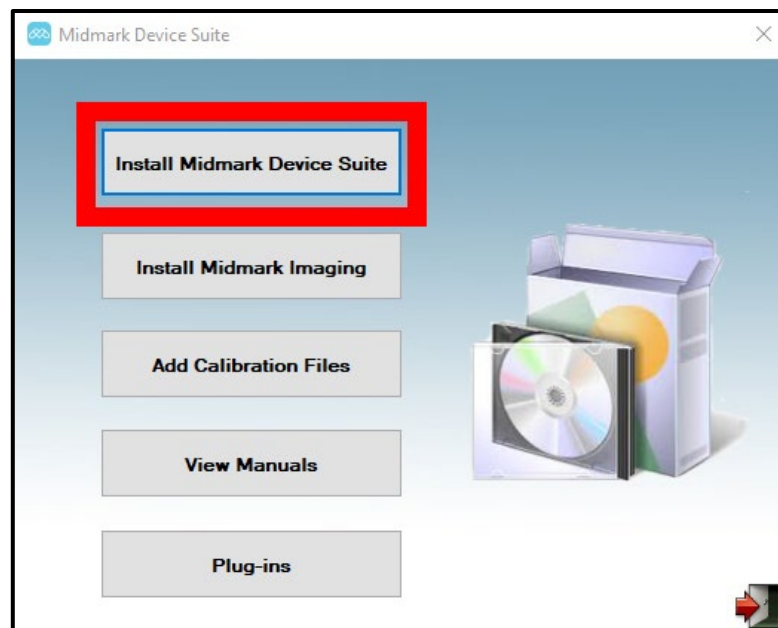 Midmark Device Suite
Install Midmark Device Suite
Install Midmark Imaging
Add Calibration Files
View Manuals
Plug-ins